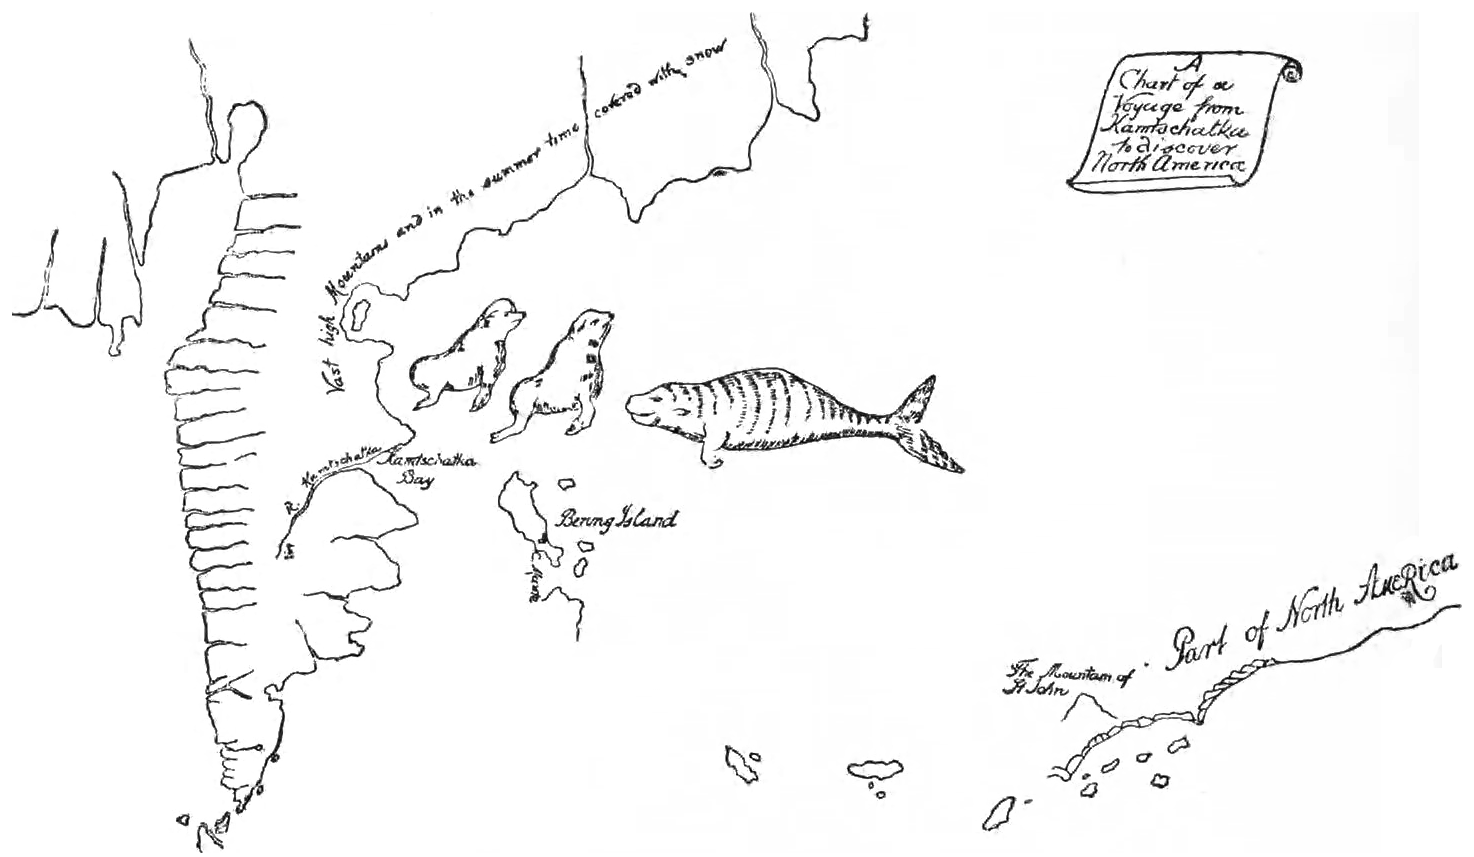 A
Chart of a
Voyage from
Kamtschatka
to discover
North America
Vast high Mountains and in the summer time covered with snow
R. Kamtschatka
Kamtschatka
Bay
Bering Island
Part of North America
The Mountain of
St John